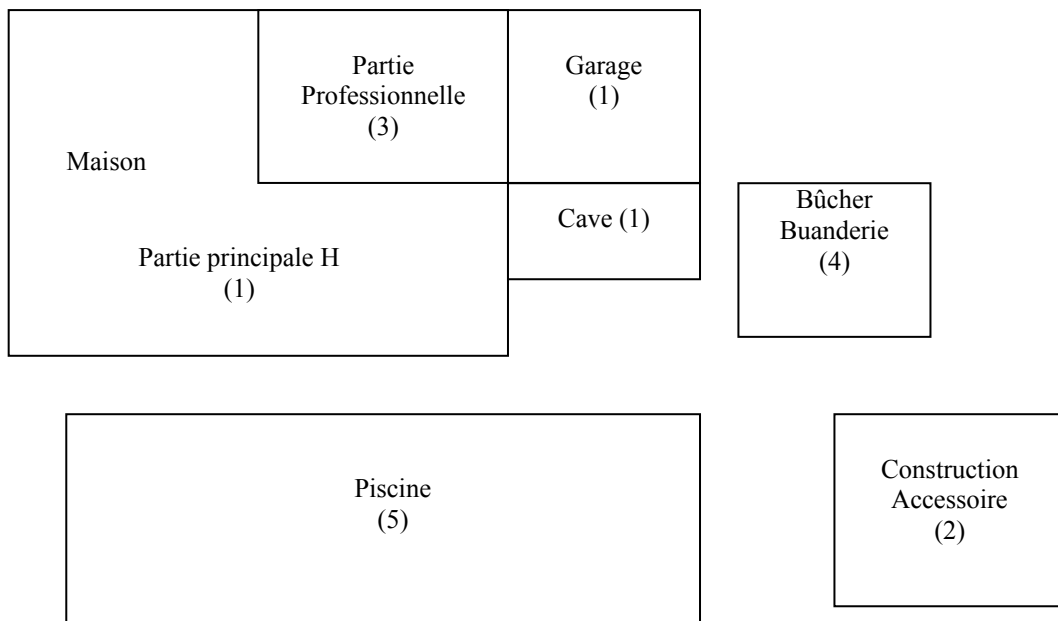 Partie
Professionnelle
(3)
Garage
(1)
Maison
Cave (1)
Bûcher
Buanderie
(4)
Partie principale H
(1)
Piscine
(5)
Construction
Accessoire
(2)